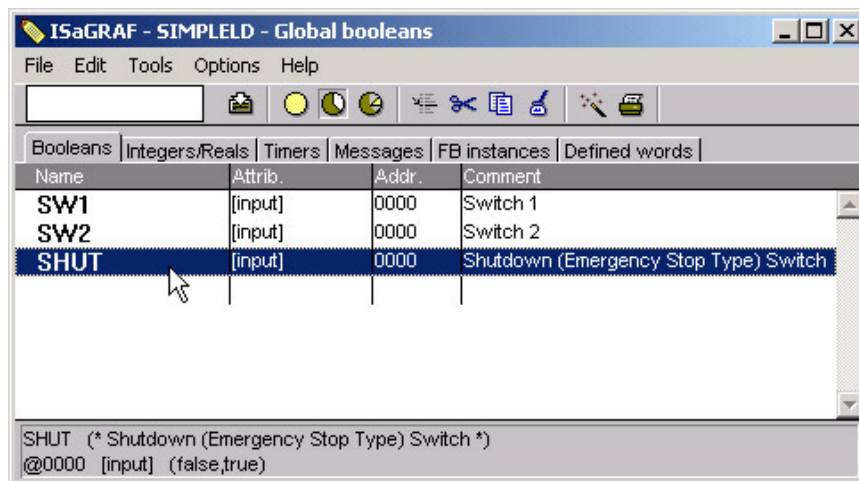 ISaGRAF - SIMPLELD - Global booleans
File Edit Tools Options Help
Booleans Integers/Reals Timers Messages FB instances Defined words
Name Attrib. Addr. Comment
SW1 [input] 0000 Switch 1
SW2 [input] 0000 Switch 2
SHUT [input] 0000 Shutdown (Emergency Stop Type) Switch
SHUT (* Shutdown (Emergency Stop Type) Switch *)
@0000 [input] (false,true)